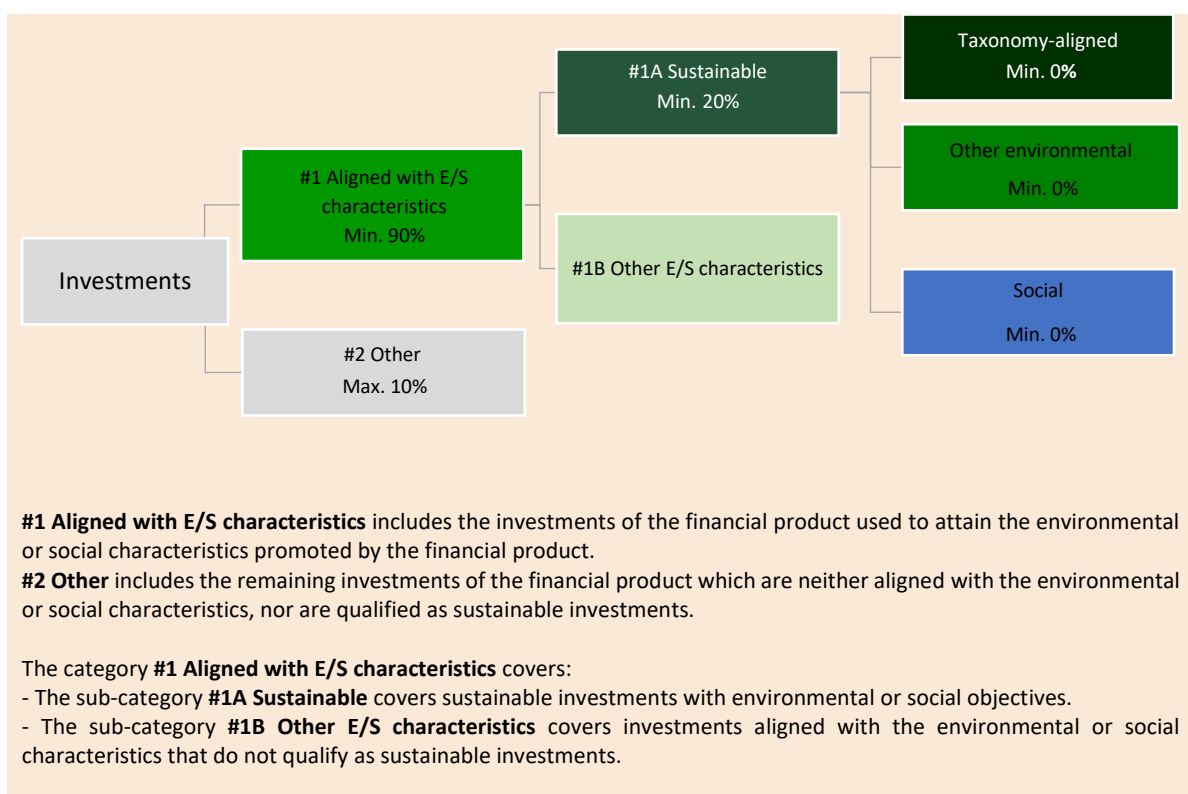 Taxonomy-aligned
Min. 0%
#1A Sustainable
Min. 20%
Other environmental
Min. 0%
#1 Aligned with E/S
characteristics
Min. 90%
Investments
#1B Other E/S characteristics
Social
Min. 0%
#2 Other
Max. 10%
#1 Aligned with E/S characteristics includes the investments of the financial product used to attain the environmental
or social characteristics promoted by the financial product.
#2 Other includes the remaining investments of the financial product which are neither aligned with the environmental
or social characteristics, nor are qualified as sustainable investments.
The category #1 Aligned with E/S characteristics covers:
- The sub-category #1A Sustainable covers sustainable investments with environmental or social objectives.
- The sub-category #1B Other E/S characteristics covers investments aligned with the environmental or social
characteristics that do not qualify as sustainable investments.